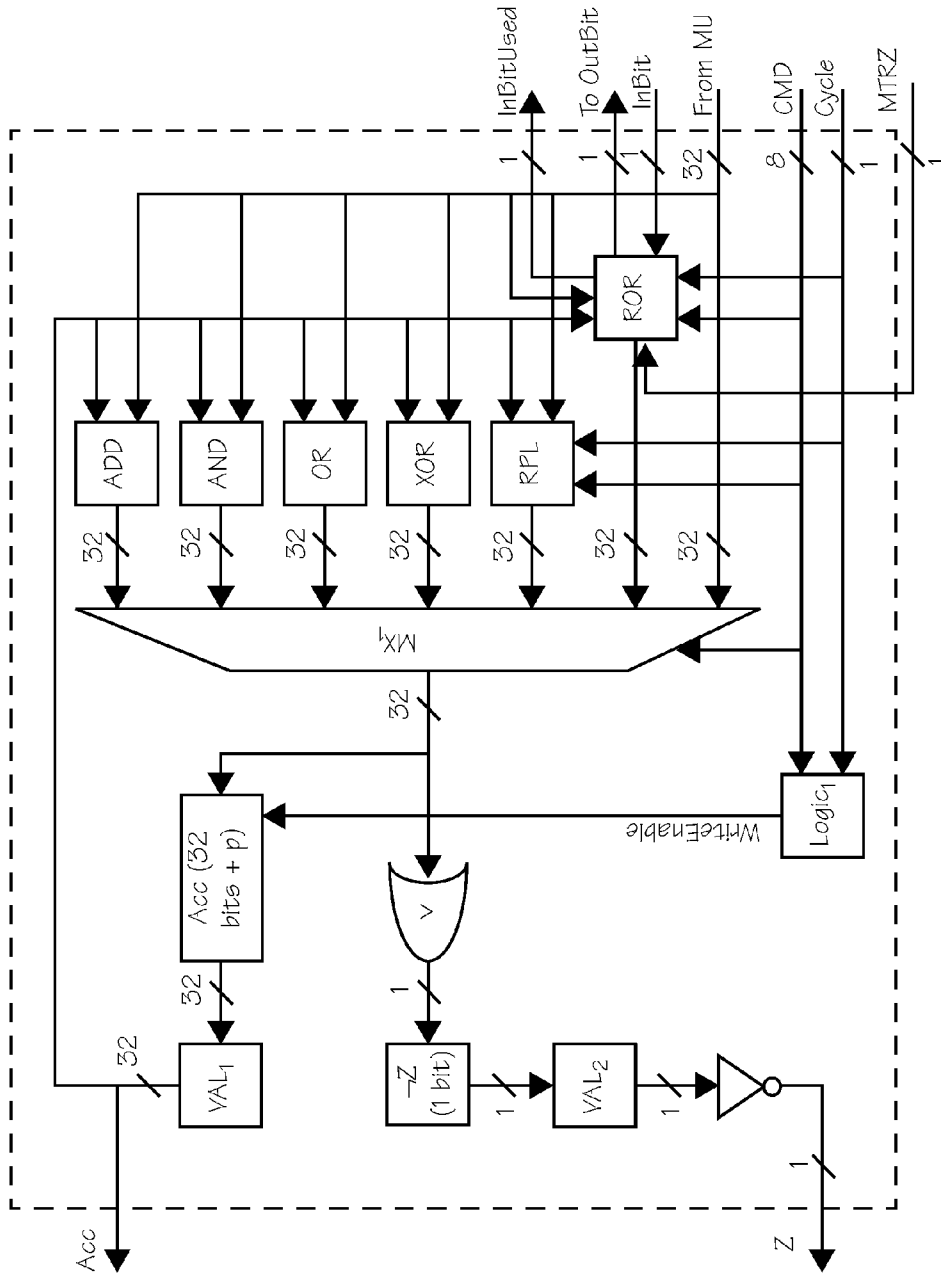 Acc
32
32
ADD
VAL₁
32
Acc (32
bits + p)
32
AND
32
OR
¬Z
(1 bit)
1
V
32
MX₁
32
XOR
1
VAL₂
1
32
RPL
1
InBitUsed
1
To OutBit
WriteEnable
32
ROR
1
InBit
32
32
From MU
Z
1
Logic₁
8
CMD
1
Cycle
1
MTRZ